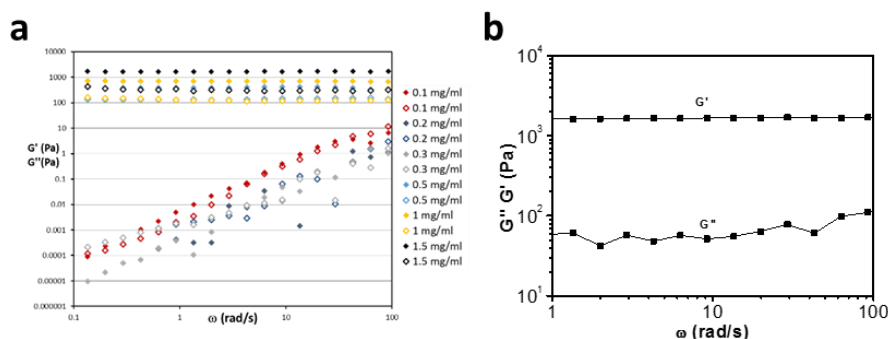 a
10000
1000
100
10
1
0.1
0.01
0.001
0.0001
0.00001
0.000001
G' (Pa)
G''(Pa)
0.1
1
10
100
ω (rad/s)
0.1 mg/ml
0.1 mg/ml
0.2 mg/ml
0.2 mg/ml
0.3 mg/ml
0.3 mg/ml
0.5 mg/ml
0.5 mg/ml
1 mg/ml
1 mg/ml
1.5 mg/ml
1.5 mg/ml
b
10⁴
10³
10²
10¹
G'' G' (Pa)
G'
G''
1
10
100
ω (rad/s)